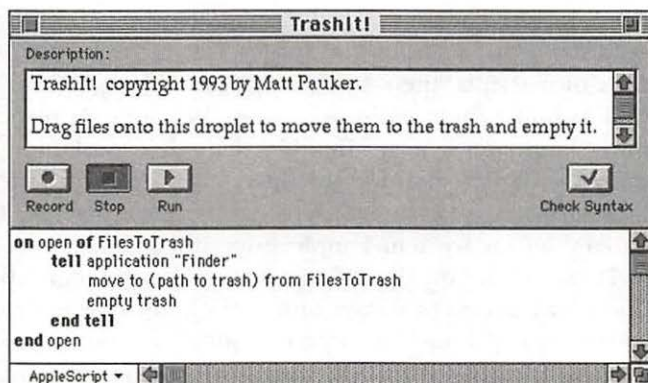 TrashIt!
Description:
TrashIt! copyright 1993 by Matt Pauker.
Drag files onto this droplet to move them to the trash and empty it.
Record Stop Run Check Syntax
on open of FilesToTrash
tell application "Finder"
move to (path to trash) from FilesToTrash
empty trash
end tell
end open
AppleScript